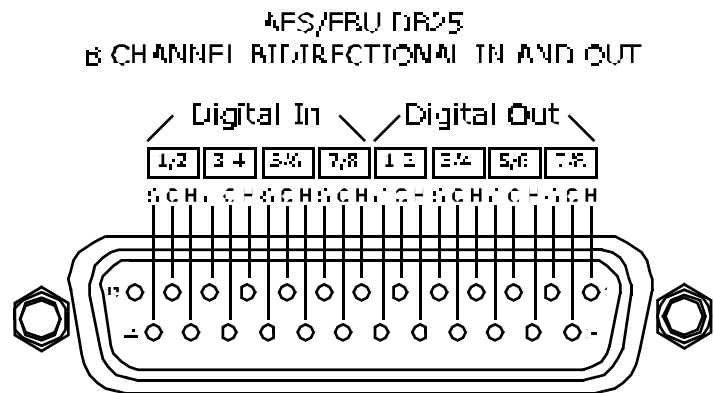 AES/EBU DB25
8 CHANNEL BIDIRECTIONAL IN AND OUT
Digital In Digital Out
1/2 3/4 5/6 7/8 1/2 3/4 5/6 7/8
G C H G C H G C H G C H G C H G C H G C H G C H